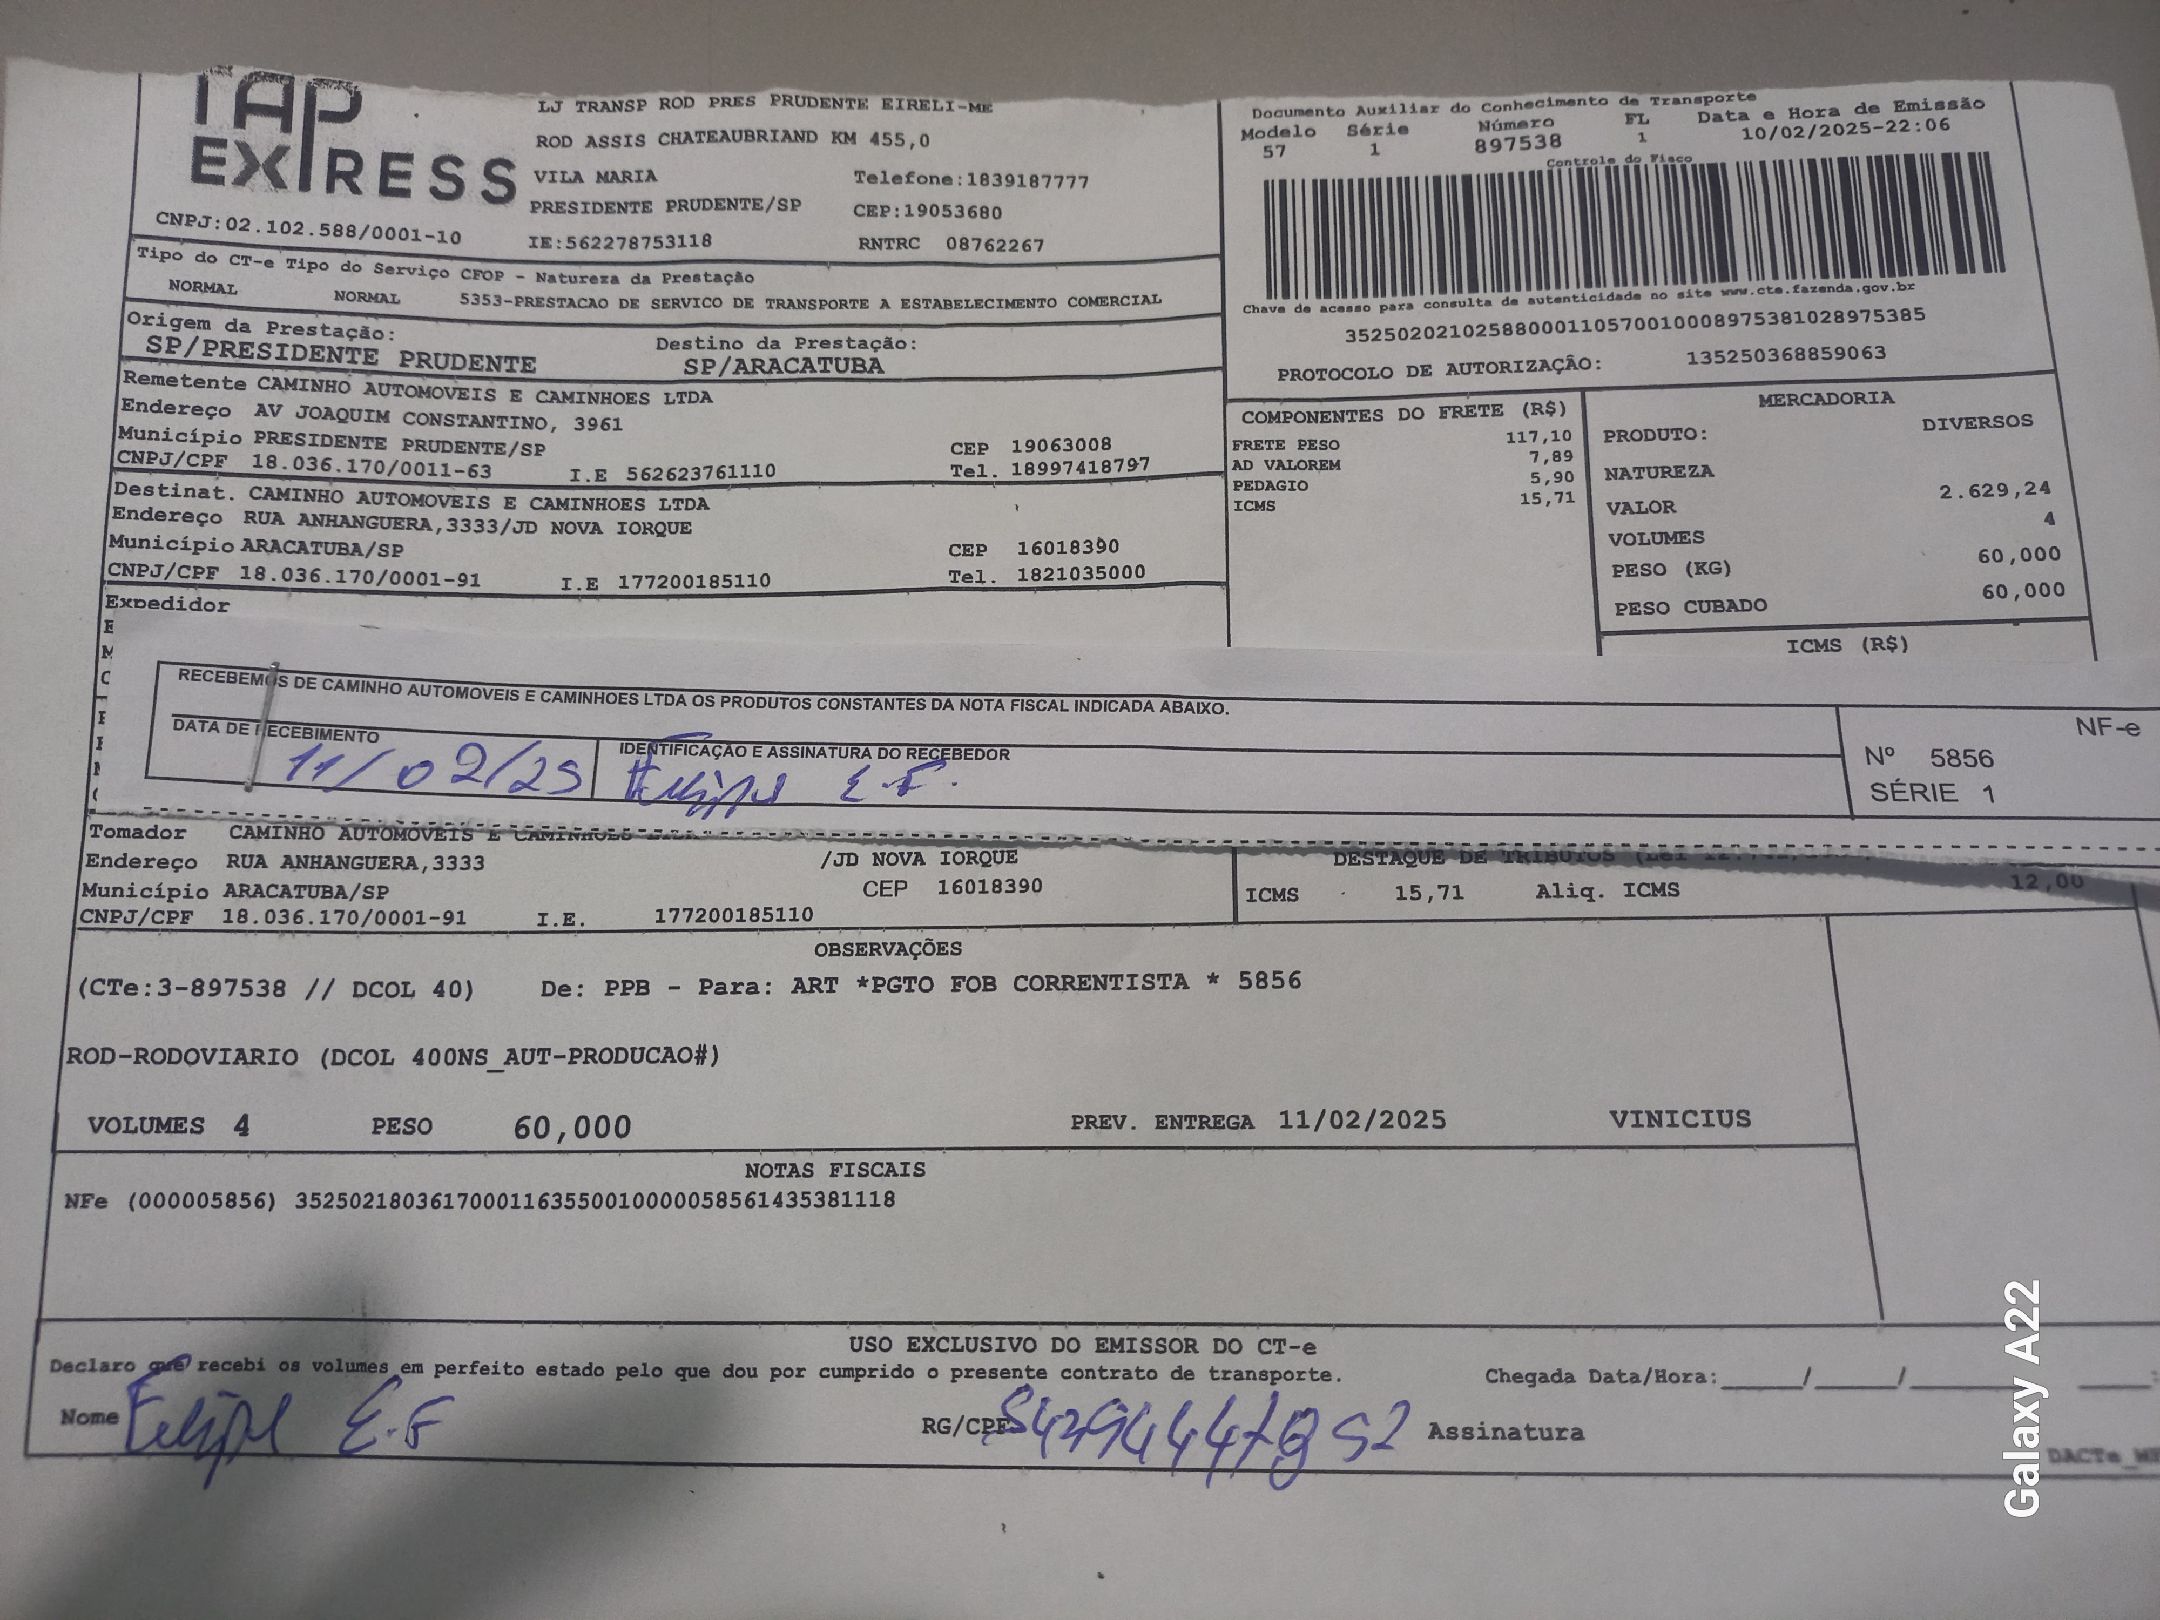 TAP
EXPRESS
CNPJ:02.102.588/0001-10
LJ TRANSP ROD PRES PRUDENTE EIRELI-ME
ROD ASSIS CHATEAUBRIAND KM 455,0
VILA MARIA Telefone:1839187777
PRESIDENTE PRUDENTE/SP CEP:19053680
IE:562278753118 RNTRC 08762267
Documento Auxiliar do Conhecimento de Transporte
Modelo Série Número FL Data e Hora de Emissão
57 1 897538 1 10/02/2025-22:06
Controle do Fisco
Chave de acesso para consulta de autenticidade no site www.cte.fazenda.gov.br
35250202102588000110570010008975381028975385
PROTOCOLO DE AUTORIZAÇÃO: 135250368859063
Tipo do CT-e Tipo do Serviço CFOP - Natureza da Prestação
NORMAL NORMAL 5353-PRESTACAO DE SERVICO DE TRANSPORTE A ESTABELECIMENTO COMERCIAL
Origem da Prestação: Destino da Prestação:
SP/PRESIDENTE PRUDENTE SP/ARACATUBA
Remetente CAMINHO AUTOMOVEIS E CAMINHOES LTDA
Endereço AV JOAQUIM CONSTANTINO, 3961
Município PRESIDENTE PRUDENTE/SP CEP 19063008
CNPJ/CPF 18.036.170/0011-63 I.E 562623761110 Tel. 18997418797
Destinat. CAMINHO AUTOMOVEIS E CAMINHOES LTDA
Endereço RUA ANHANGUERA,3333/JD NOVA IORQUE
Município ARACATUBA/SP CEP 16018390
CNPJ/CPF 18.036.170/0001-91 I.E 177200185110 Tel. 1821035000
Expedidor
COMPONENTES DO FRETE (R$)
FRETE PESO 117,10
AD VALOREM 7,89
PEDAGIO 5,90
ICMS 15,71
MERCADORIA
PRODUTO: DIVERSOS
NATUREZA
VALOR 2.629,24
VOLUMES 4
PESO (KG) 60,000
PESO CUBADO 60,000
ICMS (R$)
RECEBEMOS DE CAMINHO AUTOMOVEIS E CAMINHOES LTDA OS PRODUTOS CONSTANTES DA NOTA FISCAL INDICADA ABAIXO.
DATA DE RECEBIMENTO IDENTIFICAÇÃO E ASSINATURA DO RECEBEDOR
11/02/25 Felipe E.F.
NF-e
Nº 5856
SÉRIE 1
Tomador CAMINHO AUTOMOVEIS E CAMINHOES
Endereço RUA ANHANGUERA,3333 /JD NOVA IORQUE
Município ARACATUBA/SP CEP 16018390
CNPJ/CPF 18.036.170/0001-91 I.E. 177200185110
DESTAQUE DE TRIBUTOS
ICMS 15,71 Aliq. ICMS 12,00
OBSERVAÇÕES
(CTe:3-897538 // DCOL 40) De: PPB - Para: ART *PGTO FOB CORRENTISTA * 5856
ROD-RODOVIARIO (DCOL 400NS_AUT-PRODUCAO#)
VOLUMES 4 PESO 60,000 PREV. ENTREGA 11/02/2025 VINICIUS
NOTAS FISCAIS
NFe (000005856) 35250218036170001163550010000058561435381118
USO EXCLUSIVO DO EMISSOR DO CT-e
Declaro que recebi os volumes em perfeito estado pelo que dou por cumprido o presente contrato de transporte. Chegada Data/Hora:_____/_____/_____ ____:
Nome Felipe E.F RG/CPF Assinatura
Galaxy A22